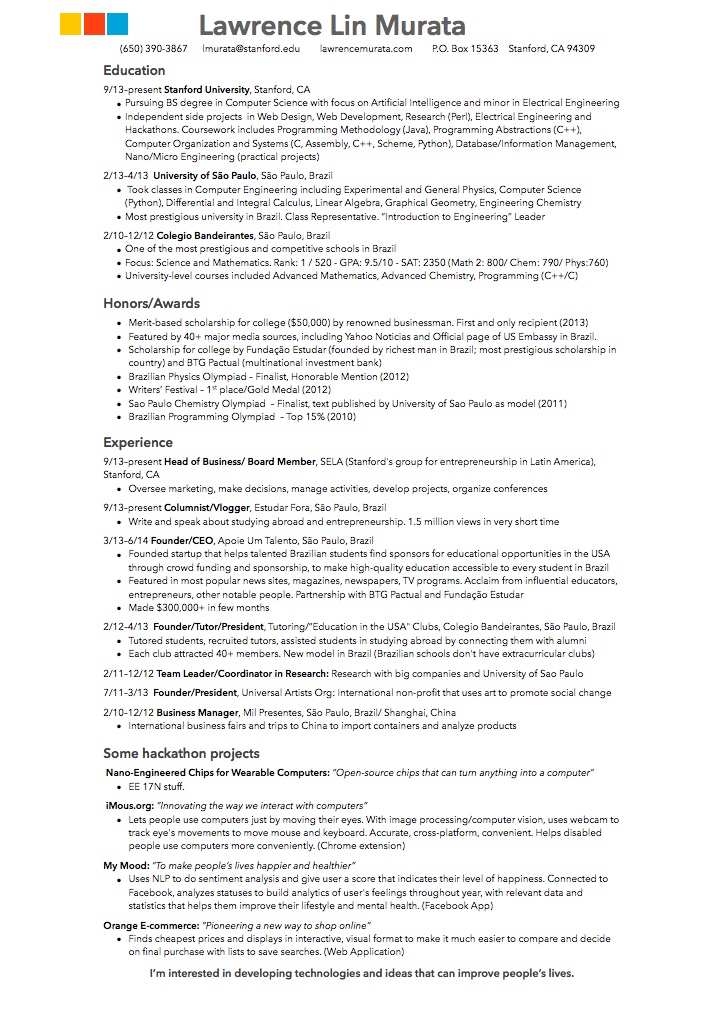 Lawrence Lin Murata
(650) 390-3867 lmurata@stanford.edu lawrencemurata.com P.O. Box 15363 Stanford, CA 94309
Education
9/13–present Stanford University, Stanford, CA
• Pursuing BS degree in Computer Science with focus on Artificial Intelligence and minor in Electrical Engineering
• Independent side projects in Web Design, Web Development, Research (Perl), Electrical Engineering and
Hackathons. Coursework includes Programming Methodology (Java), Programming Abstractions (C++),
Computer Organization and Systems (C, Assembly, C++, Scheme, Python), Database/Information Management,
Nano/Micro Engineering (practical projects)
2/13-4/13 University of São Paulo, São Paulo, Brazil
• Took classes in Computer Engineering including Experimental and General Physics, Computer Science
(Python), Differential and Integral Calculus, Linear Algebra, Graphical Geometry, Engineering Chemistry
• Most prestigious university in Brazil. Class Representative. “Introduction to Engineering” Leader
2/10-12/12 Colegio Bandeirantes, São Paulo, Brazil
• One of the most prestigious and competitive schools in Brazil
• Focus: Science and Mathematics. Rank: 1 / 520 - GPA: 9.5/10 - SAT: 2350 (Math 2: 800/ Chem: 790/ Phys:760)
• University-level courses included Advanced Mathematics, Advanced Chemistry, Programming (C++/C)
Honors/Awards
• Merit-based scholarship for college ($50,000) by renowned businessman. First and only recipient (2013)
• Featured by 40+ major media sources, including Yahoo Noticias and Official page of US Embassy in Brazil.
• Scholarship for college by Fundação Estudar (founded by richest man in Brazil; most prestigious scholarship in
country) and BTG Pactual (multinational investment bank)
• Brazilian Physics Olympiad – Finalist, Honorable Mention (2012)
• Writers’ Festival – 1st place/Gold Medal (2012)
• Sao Paulo Chemistry Olympiad – Finalist, text published by University of Sao Paulo as model (2011)
• Brazilian Programming Olympiad – Top 15% (2010)
Experience
9/13–present Head of Business/ Board Member, SELA (Stanford's group for entrepreneurship in Latin America),
Stanford, CA
• Oversee marketing, make decisions, manage activities, develop projects, organize conferences
9/13–present Columnist/Vlogger, Estudar Fora, São Paulo, Brazil
• Write and speak about studying abroad and entrepreneurship. 1.5 million views in very short time
3/13-6/14 Founder/CEO, Apoie Um Talento, São Paulo, Brazil
• Founded startup that helps talented Brazilian students find sponsors for educational opportunities in the USA
through crowd funding and sponsorship, to make high-quality education accessible to every student in Brazil
• Featured in most popular news sites, magazines, newspapers, TV programs. Acclaim from influential educators,
entrepreneurs, other notable people. Partnership with BTG Pactual and Fundação Estudar
• Made $300,000+ in few months
2/12-4/13 Founder/Tutor/President, Tutoring/"Education in the USA" Clubs, Colegio Bandeirantes, São Paulo, Brazil
• Tutored students, recruited tutors, assisted students in studying abroad by connecting them with alumni
• Each club attracted 40+ members. New model in Brazil (Brazilian schools don't have extracurricular clubs)
2/11-12/12 Team Leader/Coordinator in Research: Research with big companies and University of Sao Paulo
7/11-3/13 Founder/President, Universal Artists Org: International non-profit that uses art to promote social change
2/10-12/12 Business Manager, Mil Presentes, São Paulo, Brazil/ Shanghai, China
• International business fairs and trips to China to import containers and analyze products
Some hackathon projects
Nano-Engineered Chips for Wearable Computers: “Open-source chips that can turn anything into a computer”
• EE 17N stuff.
iMous.org: “Innovating the way we interact with computers”
• Lets people use computers just by moving their eyes. With image processing/computer vision, uses webcam to
track eye's movements to move mouse and keyboard. Accurate, cross-platform, convenient. Helps disabled
people use computers more conveniently. (Chrome extension)
My Mood: “To make people’s lives happier and healthier”
• Uses NLP to do sentiment analysis and give user a score that indicates their level of happiness. Connected to
Facebook, analyzes statuses to build analytics of user's feelings throughout year, with relevant data and
statistics that helps them improve their lifestyle and mental health. (Facebook App)
Orange E-commerce: “Pioneering a new way to shop online”
• Finds cheapest prices and displays in interactive, visual format to make it much easier to compare and decide
on final purchase with lists to save searches. (Web Application)
I’m interested in developing technologies and ideas that can improve people’s lives.